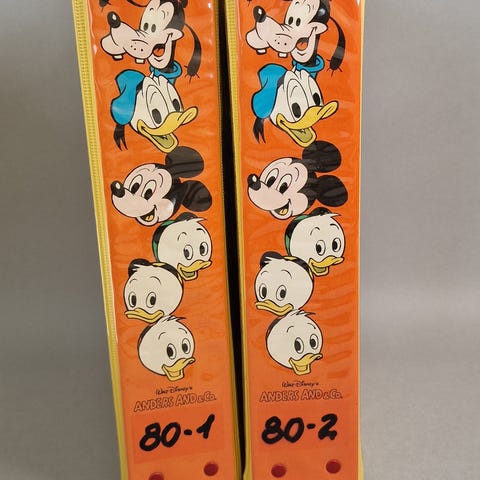 Walt Disney's
ANDERS AND & Co.
80-1
Walt Disney's
ANDERS AND & Co.
80-2